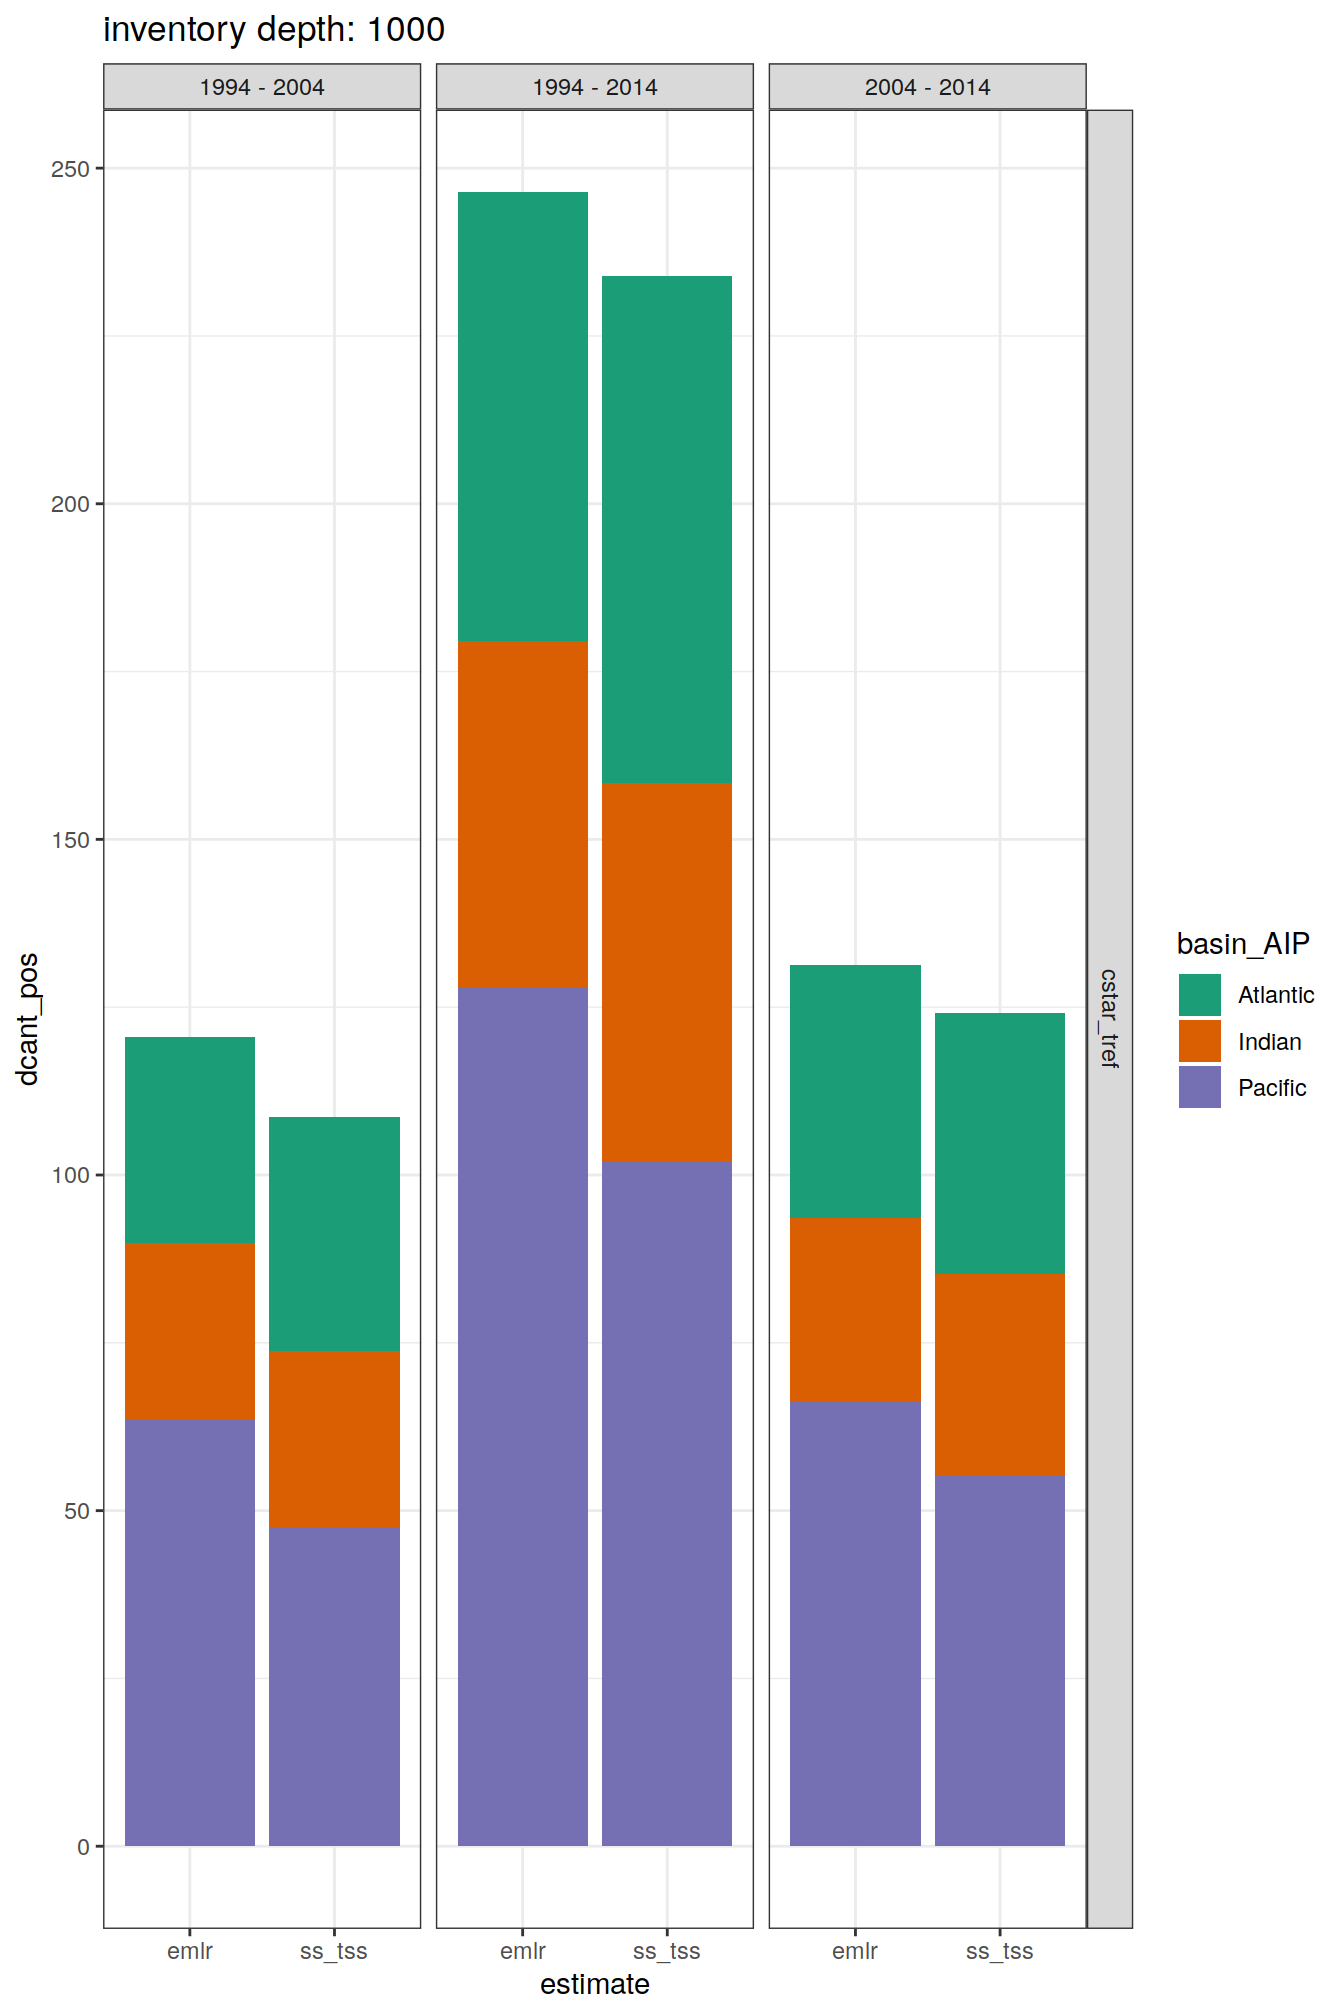 inventory depth: 1000
1994 - 2004
1994 - 2014
2004 - 2014
250
200
150
100
50
0
dcant_pos
cstar_tref
basin_AIP
Atlantic
Indian
Pacific
emlr ss_tss emlr ss_tss emlr ss_tss
estimate